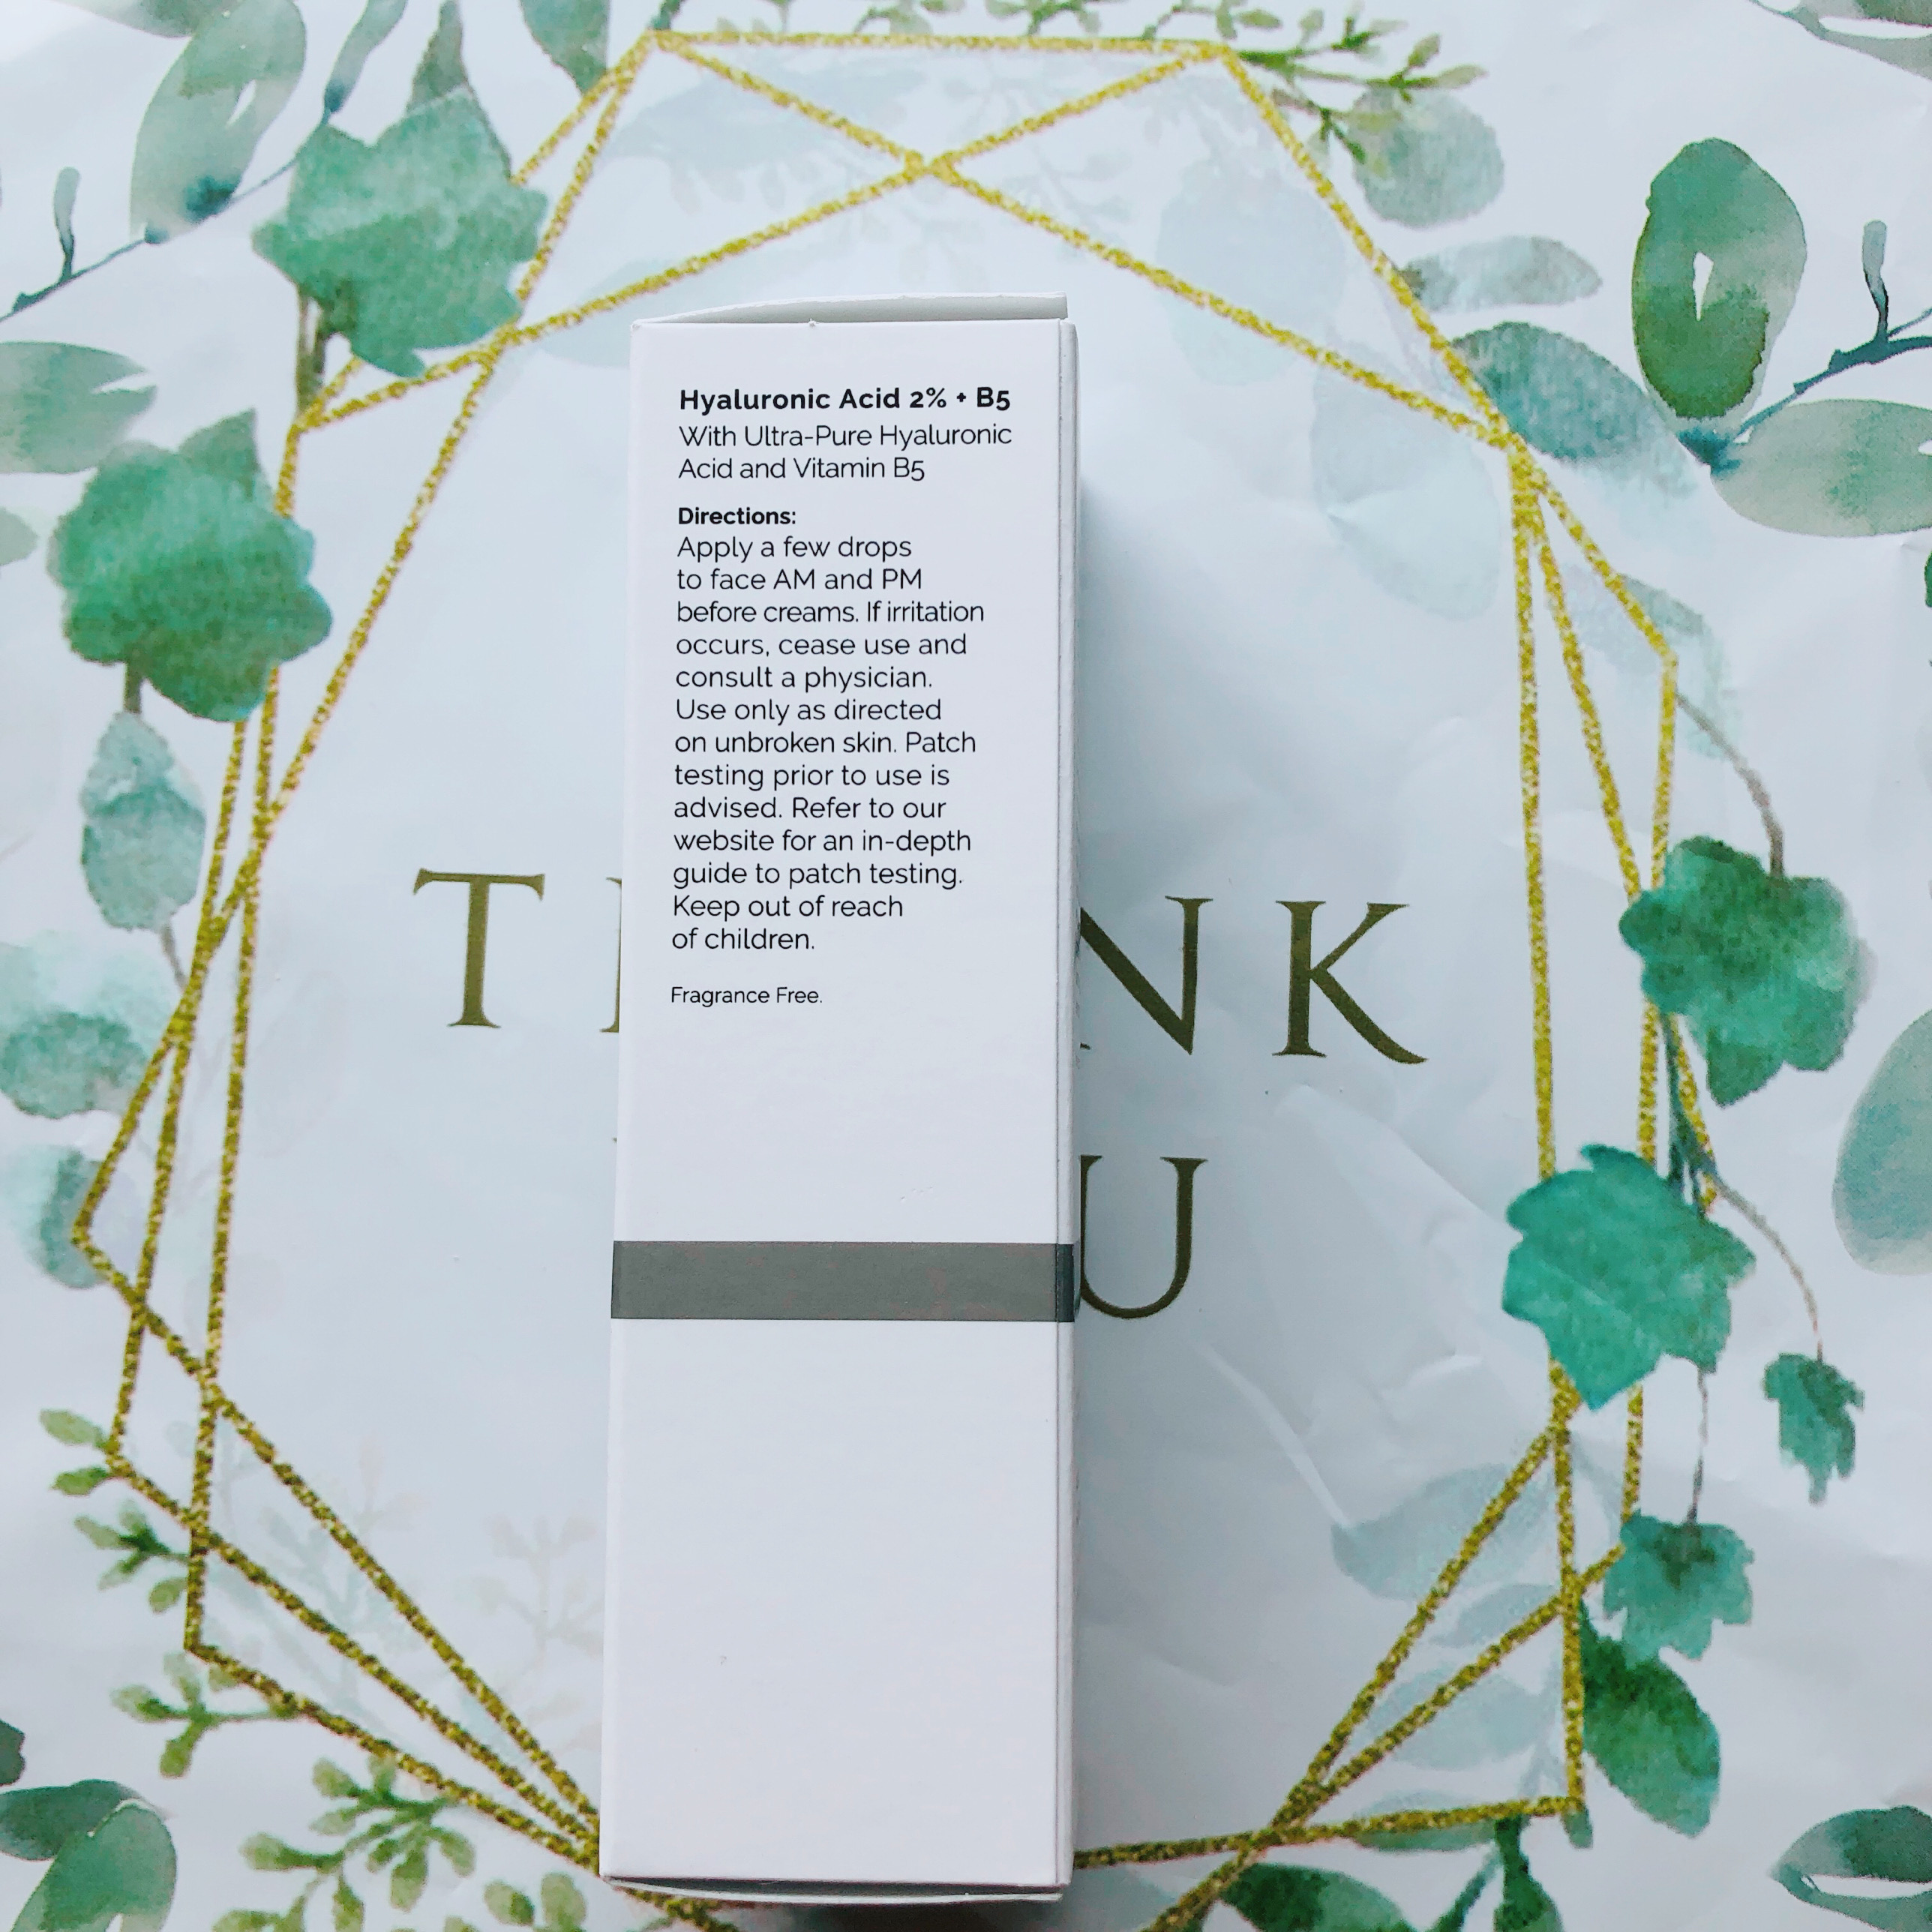 Hyaluronic Acid 2% + B5
With Ultra-Pure Hyaluronic
Acid and Vitamin B5
Directions:
Apply a few drops
to face AM and PM
before creams. If irritation
occurs, cease use and
consult a physician.
Use only as directed
on unbroken skin. Patch
testing prior to use is
advised. Refer to our
website for an in-depth
guide to patch testing.
Keep out of reach
of children.
Fragrance Free.